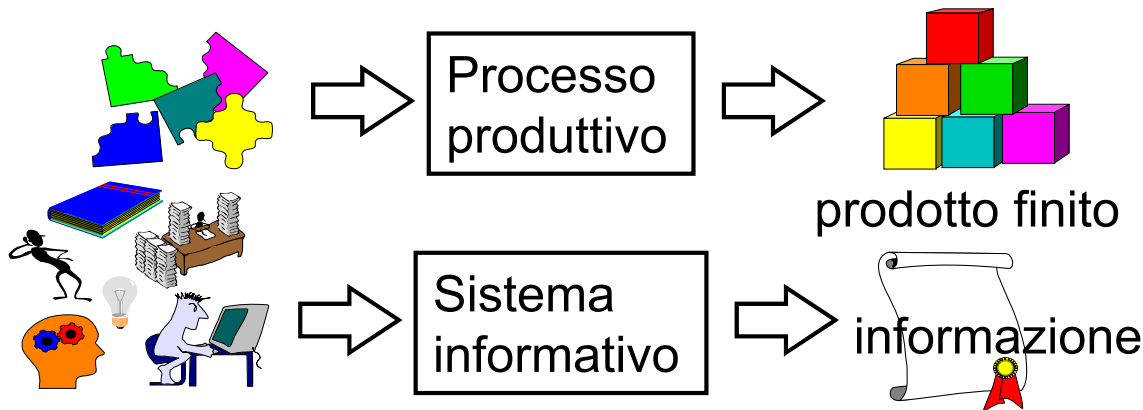 Processo
produttivo
prodotto finito
Sistema
informativo
informazione